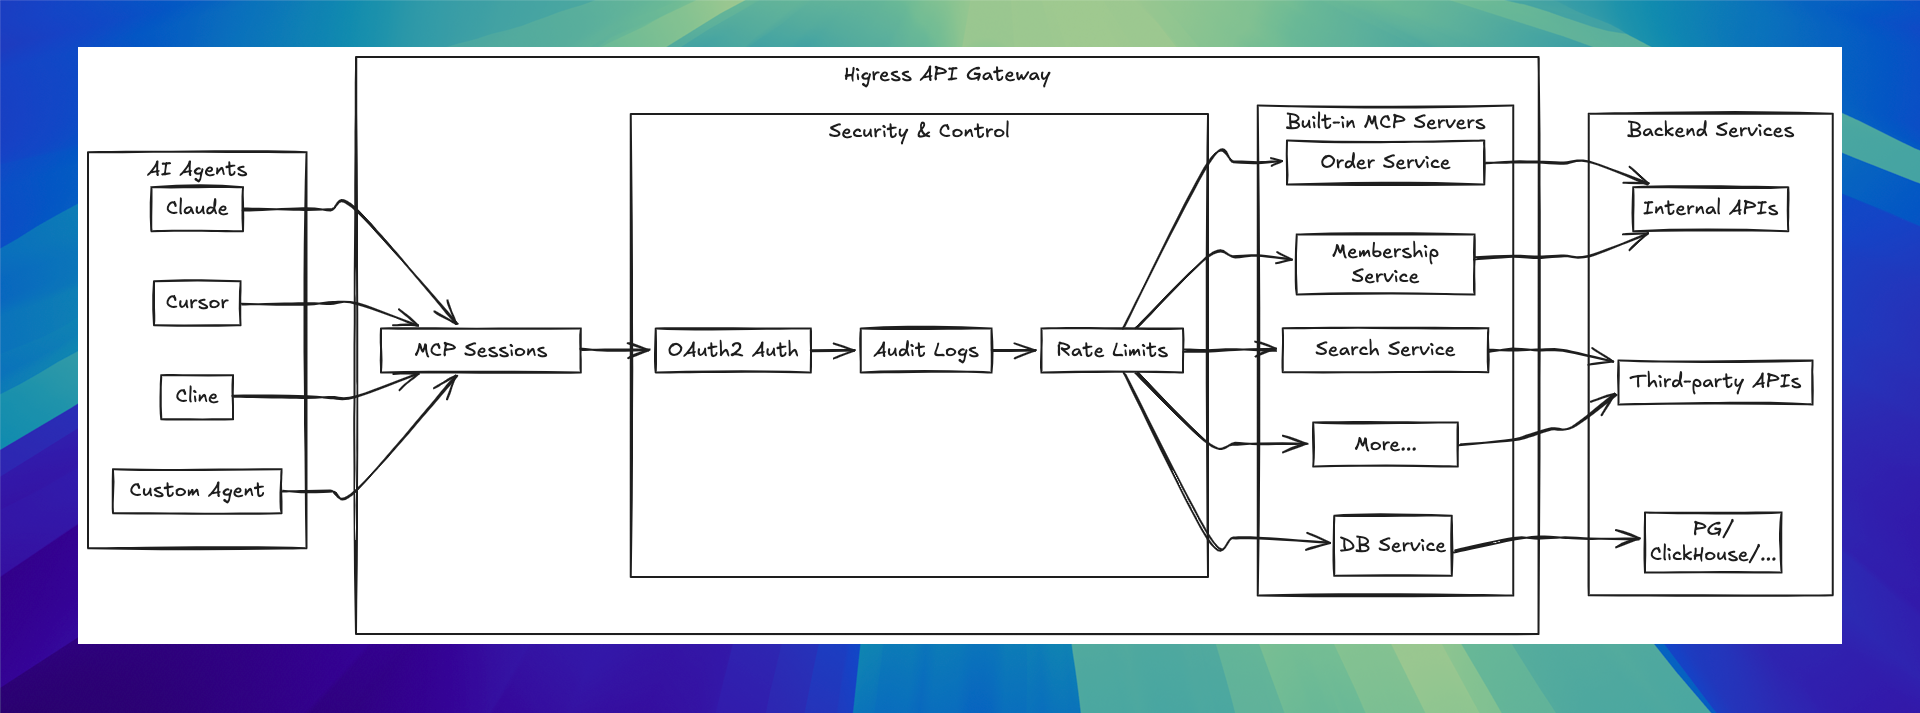 Higress API Gateway
Security & Control
Built-in MCP Servers
Backend Services
AI Agents
Claude
Cursor
Cline
Custom Agent
MCP Sessions
OAuth2 Auth
Audit Logs
Rate Limits
Order Service
Membership
Service
Search Service
More...
DB Service
Internal APIs
Third-party APIs
PG/
ClickHouse/...